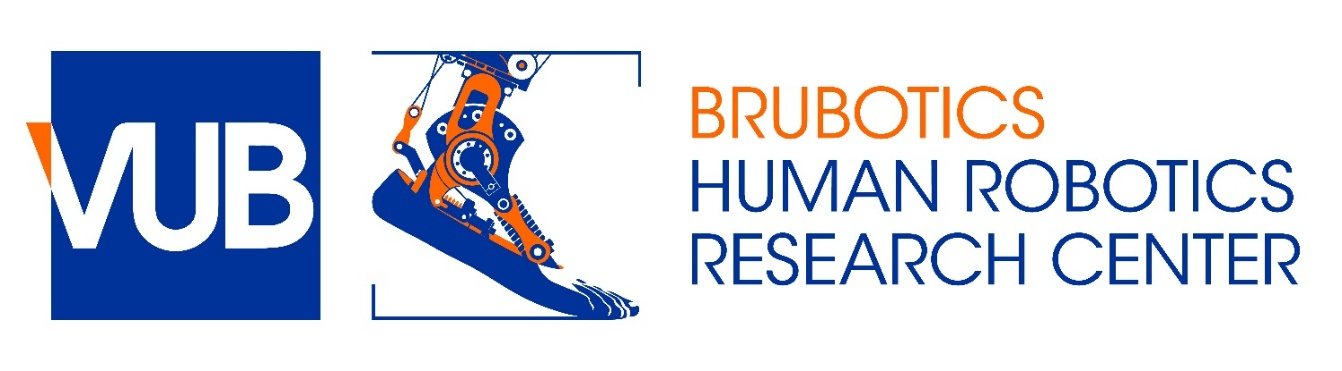 VUB
BRUBOTICS
HUMAN ROBOTICS
RESEARCH CENTER